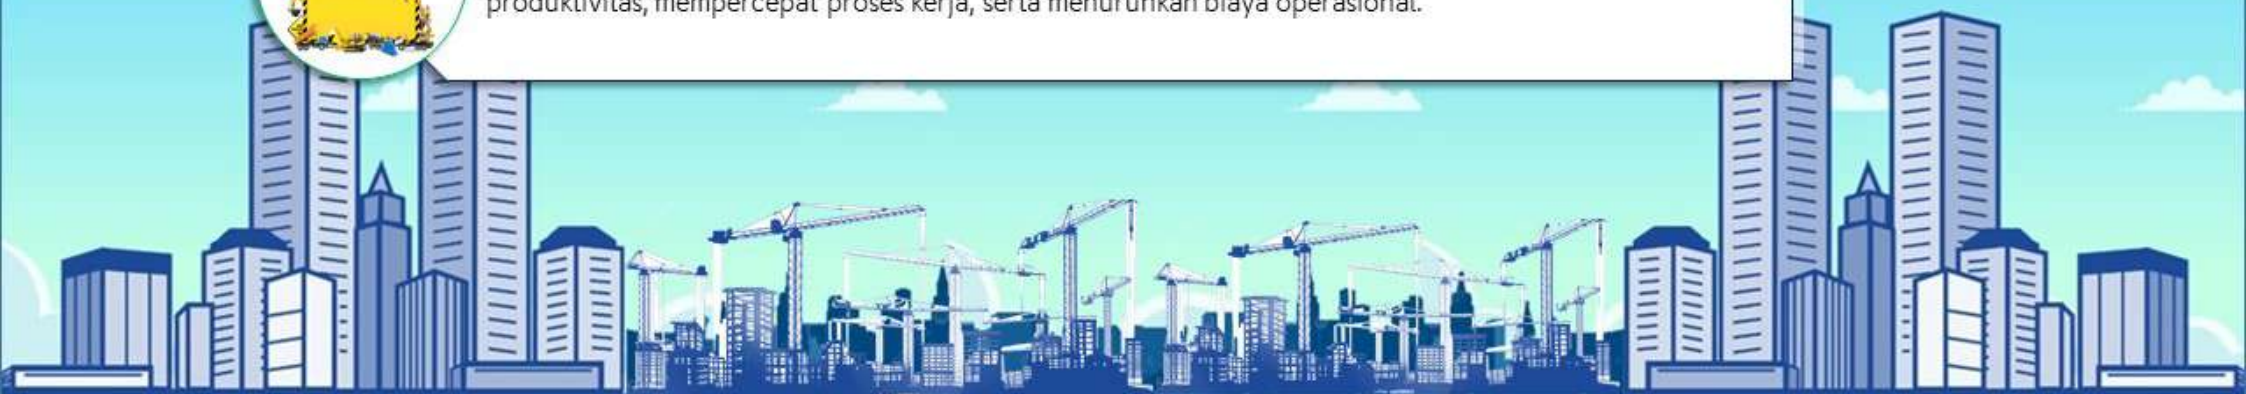 produktivitas, mempercepat proses kerja, serta menurunkan biaya operasional.